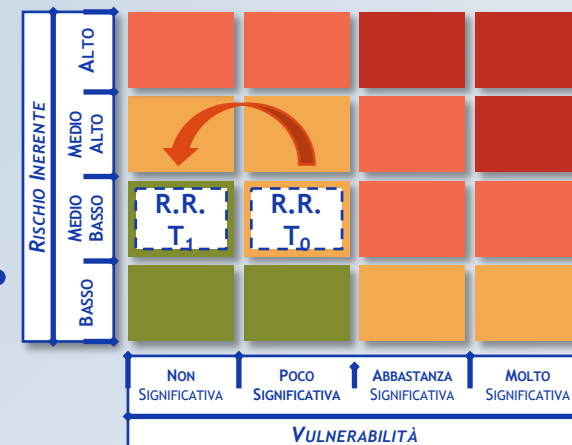 RISCHIO INERENTE
ALTO
MEDIO
ALTO
MEDIO
BASSO
BASSO
R.R.
T1
R.R.
T0
NON
SIGNIFICATIVA
POCO
SIGNIFICATIVA
ABBASTANZA
SIGNIFICATIVA
MOLTO
SIGNIFICATIVA
VULNERABILITÀ